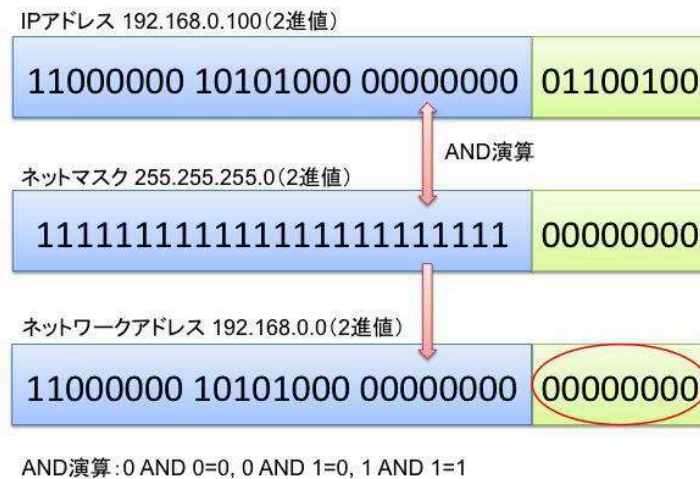 IPアドレス 192.168.0.100(2進値)
11000000 10101000 00000000 01100100
AND演算
ネットマスク 255.255.255.0(2進値)
111111111111111111111111 00000000
ネットワークアドレス 192.168.0.0(2進値)
11000000 10101000 00000000 00000000
AND演算:0 AND 0=0, 0 AND 1=0, 1 AND 1=1